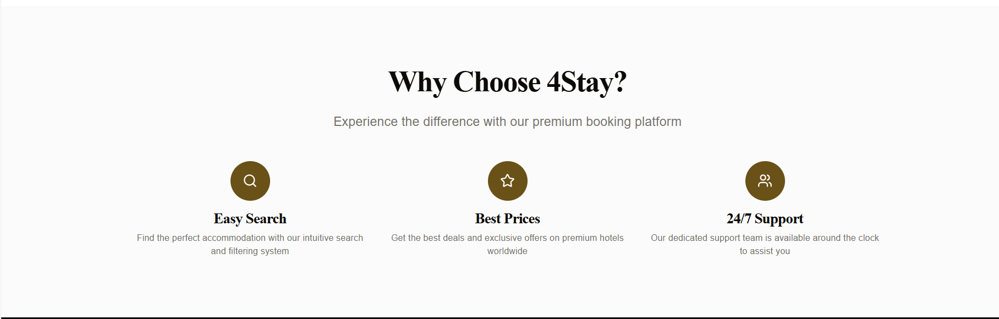 Why Choose 4Stay?
Experience the difference with our premium booking platform
Easy Search
Find the perfect accommodation with our intuitive search
and filtering system
Best Prices
Get the best deals and exclusive offers on premium hotels
worldwide
24/7 Support
Our dedicated support team is available around the clock
to assist you